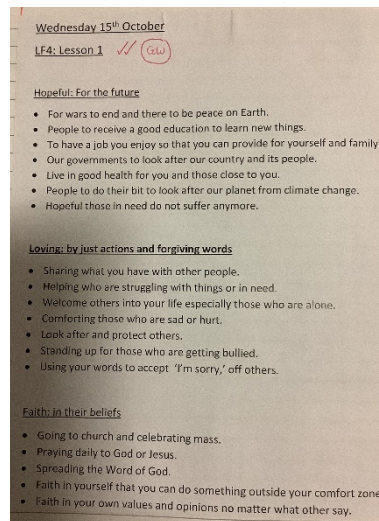 Wednesday 15th October
LF4: Lesson 1 GW
Hopeful: For the future
• For wars to end and there to be peace on Earth.
• People to receive a good education to learn new things.
• To have a job you enjoy so that you can provide for yourself and family
• Our governments to look after our country and its people.
• Live in good health for you and those close to you.
• People to do their bit to look after our planet from climate change.
• Hopeful those in need do not suffer anymore.
Loving: by just actions and forgiving words
• Sharing what you have with other people.
• Helping who are struggling with things or in need.
• Welcome others into your life especially those who are alone.
• Comforting those who are sad or hurt.
• Look after and protect others.
• Standing up for those who are getting bullied.
• Using your words to accept 'I'm sorry,' off others.
Faith: in their beliefs
• Going to church and celebrating mass.
• Praying daily to God or Jesus.
• Spreading the Word of God.
• Faith in yourself that you can do something outside your comfort zone
• Faith in your own values and opinions no matter what other say.